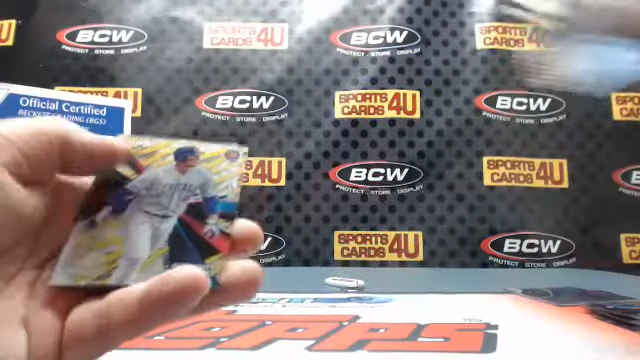 BCW
PROTECT • STORE • DISPLAY
SPORTS
CARDS 4U
BCW
PROTECT • STORE • DISPLAY
SPORTS
CARDS 4U
Official Certified
BECKETT GRADING (BGS)
BCW
PROTECT • STORE • DISPLAY
SPORTS
CARDS 4U
BCW
PROTECT • STORE • DISPLAY
CHICAGO
BCW
PROTECT • STORE • DISPLAY
SPORTS
CARDS 4U
SPORTS
CARDS 4U
BCW
PROTECT • STORE • DISPLAY
TOPPS